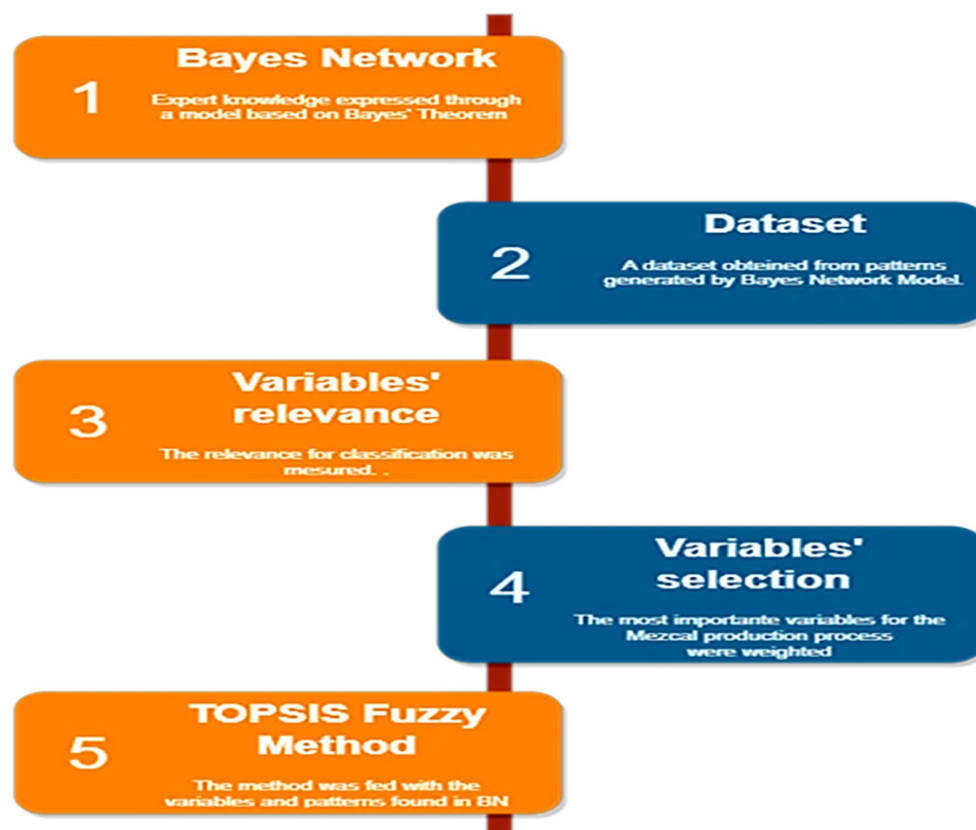 Bayes Network
1
Expert knowledge expressed through
a model based on Bayes' Theorem
Dataset
2
A dataset obteined from patterns
generated by Bayes Network Model.
Variables'
relevance
3
The relevance for classification was
mesured. .
Variables'
selection
4
The most importante variables for the
Mezcal production process
were weighted
TOPSIS Fuzzy
Method
5
The method was fed with the
variables and patterns found in BN